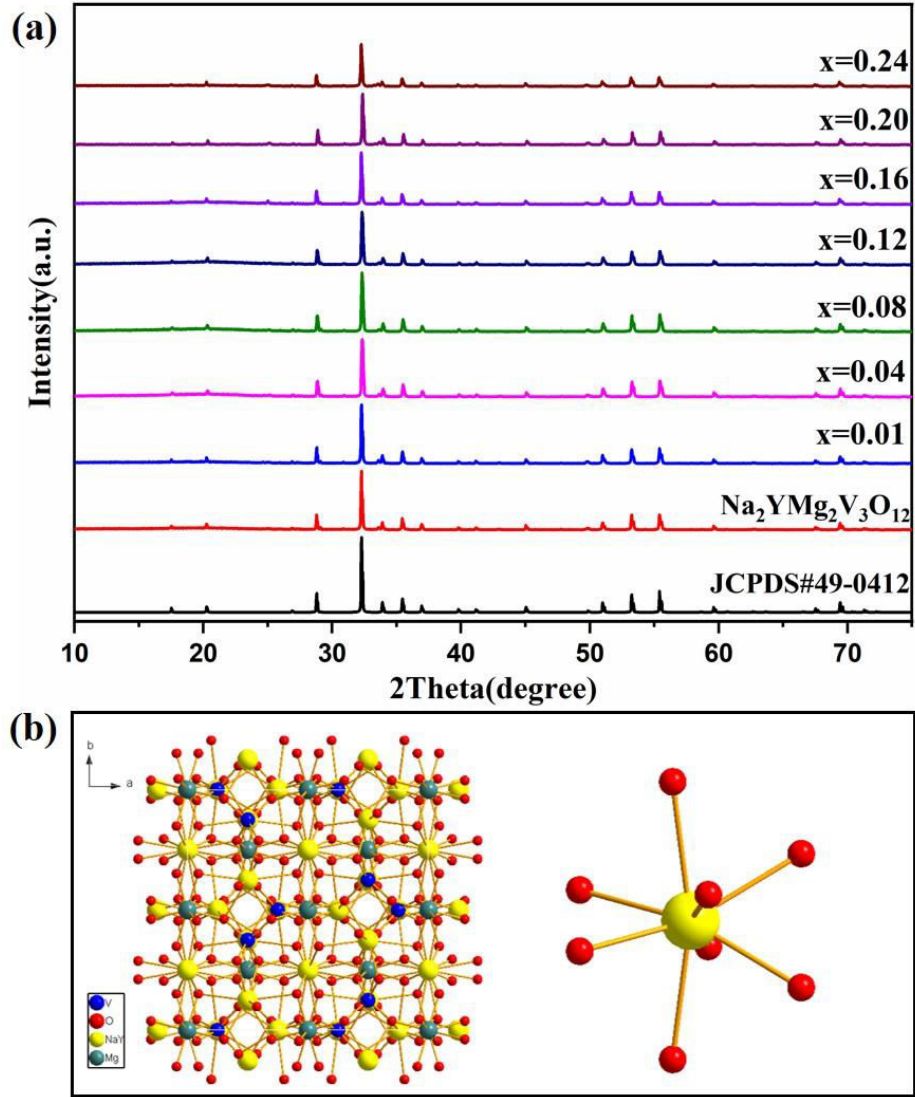 (a)
x=0.24
x=0.20
x=0.16
x=0.12
x=0.08
x=0.04
x=0.01
Na₂YMg₂V₃O₁₂
JCPDS#49-0412
Intensity(a.u.)
10 20 30 40 50 60 70
2Theta(degree)
(b)
b
a
V
O
NaY
Mg